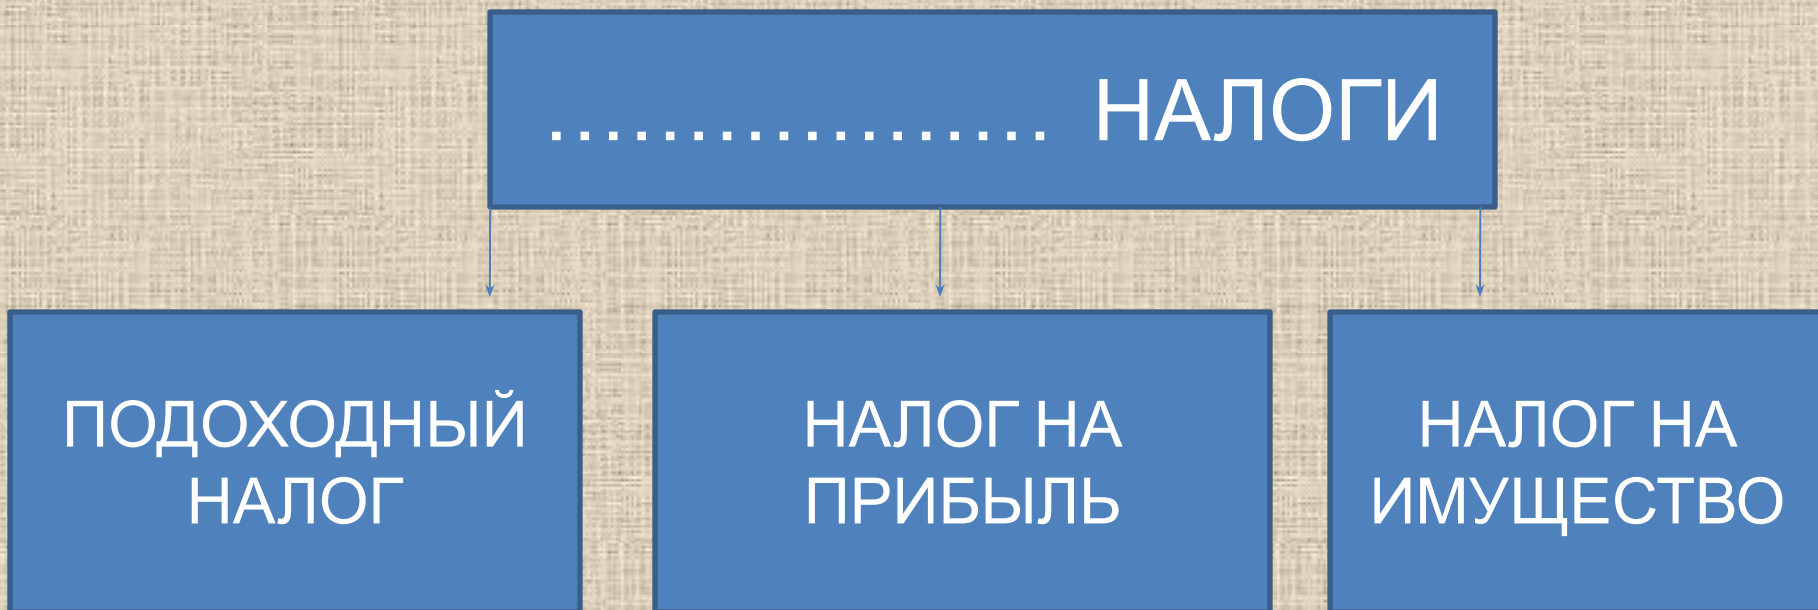 .................. НАЛОГИ
ПОДОХОДНЫЙ
НАЛОГ
НАЛОГ НА
ПРИБЫЛЬ
НАЛОГ НА
ИМУЩЕСТВО